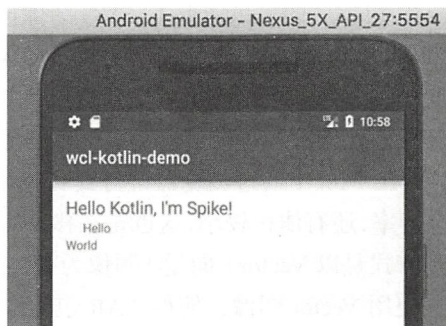 Android Emulator - Nexus_5X_API_27:5554
10:58
wcl-kotlin-demo
Hello Kotlin, I'm Spike!
Hello
World